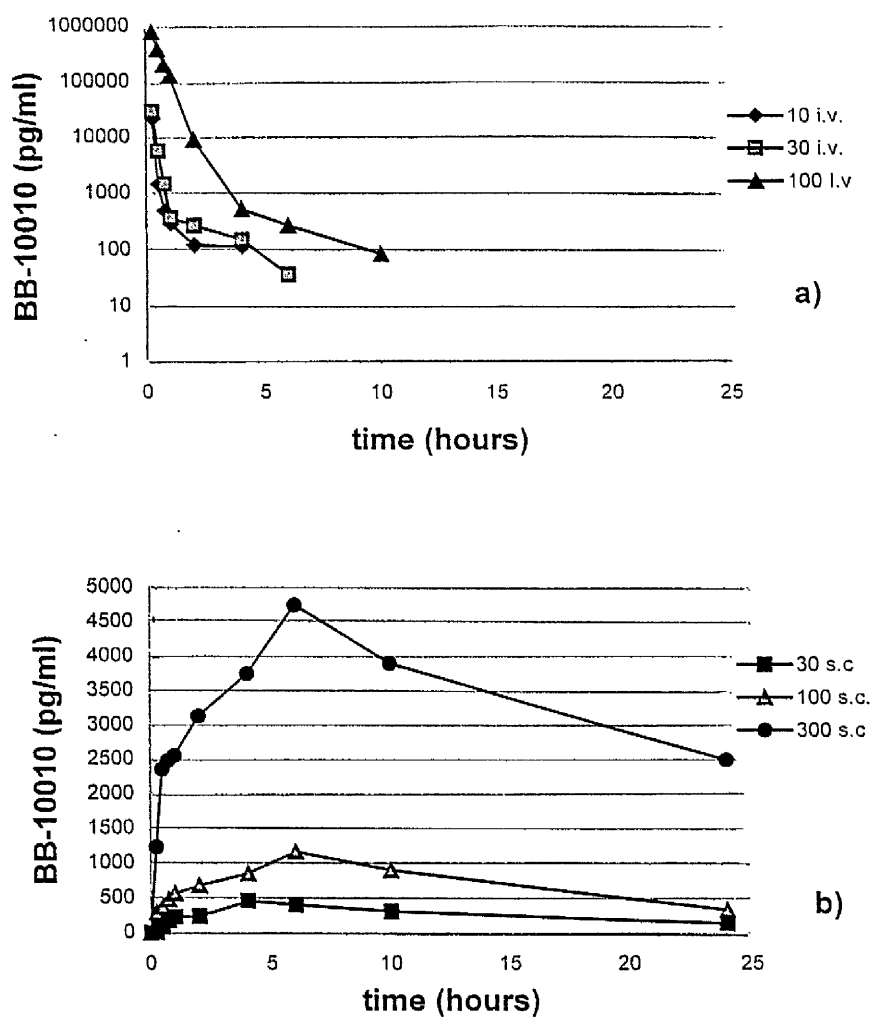 1000000
100000
10000
1000
100
10
1
BB-10010 (pg/ml)
0 5 10 15 20 25
time (hours)
10 i.v.
30 i.v.
100 I.v
a)
5000
4500
4000
3500
3000
2500
2000
1500
1000
500
0
BB-10010 (pg/ml)
0 5 10 15 20 25
time (hours)
30 s.c
100 s.c.
300 s.c
b)